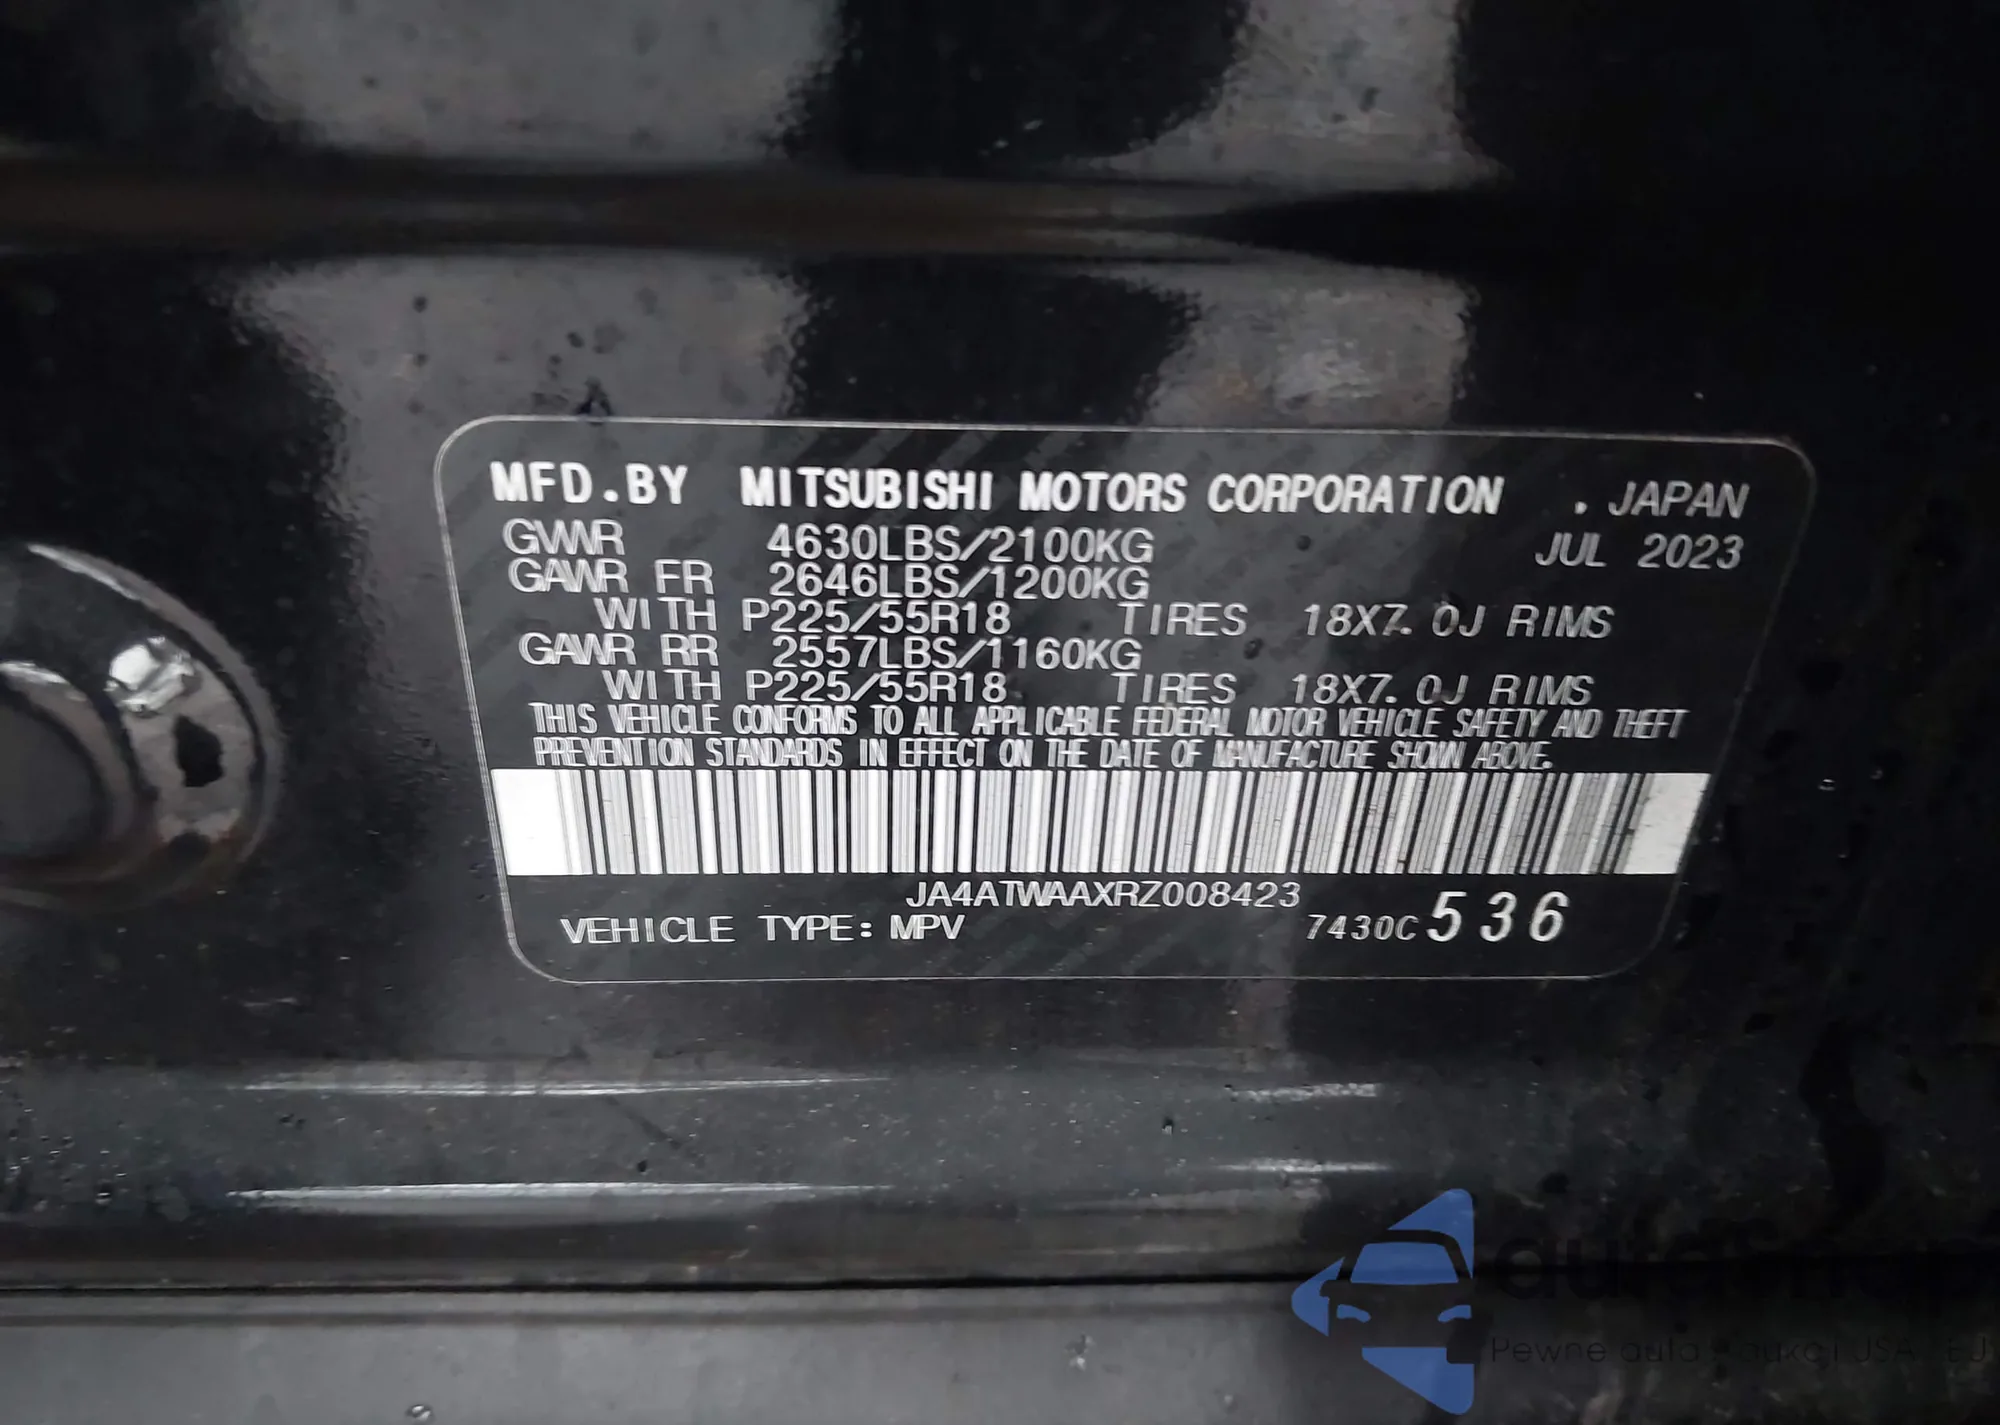 MFD.BY MITSUBISHI MOTORS CORPORATION . JAPAN
GVWR 4630LBS/2100KG JUL 2023
GAWR FR 2646LBS/1200KG
WITH P225/55R18 TIRES 18X7.0J RIMS
GAWR RR 2557LBS/1160KG
WITH P225/55R18 TIRES 18X7.0J RIMS
THIS VEHICLE CONFORMS TO ALL APPLICABLE FEDERAL MOTOR VEHICLE SAFETY AND THEFT
PREVENTION STANDARDS IN EFFECT ON THE DATE OF MANUFACTURE SHOWN ABOVE.
JA4ATWAAXRZ008423
VEHICLE TYPE: MPV 7430C 536
Pewne auta